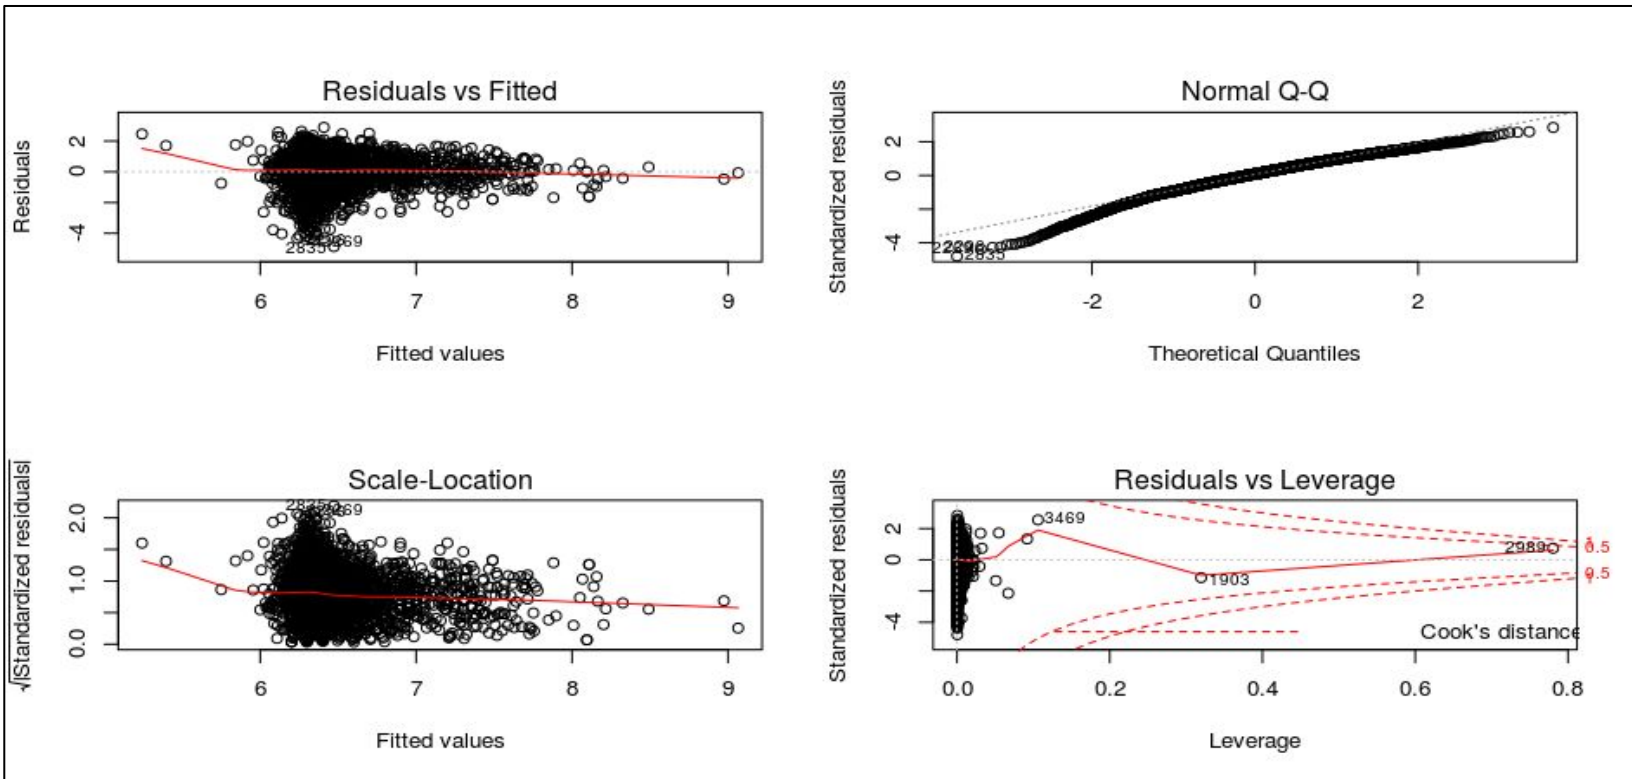 Residuals vs Fitted
Residuals
2
0
-4
2835
6
7
8
9
Fitted values
Normal Q-Q
Standardized residuals
2
0
-4
2835
-2
0
2
Theoretical Quantiles
Scale-Location
√|Standardized residuals|
2.0
1.0
0.0
6
7
8
9
Fitted values
Residuals vs Leverage
Standardized residuals
2
0
-4
3469
1903
2989
1
0.5
0.5
1
Cook's distance
0.0
0.2
0.4
0.6
0.8
Leverage